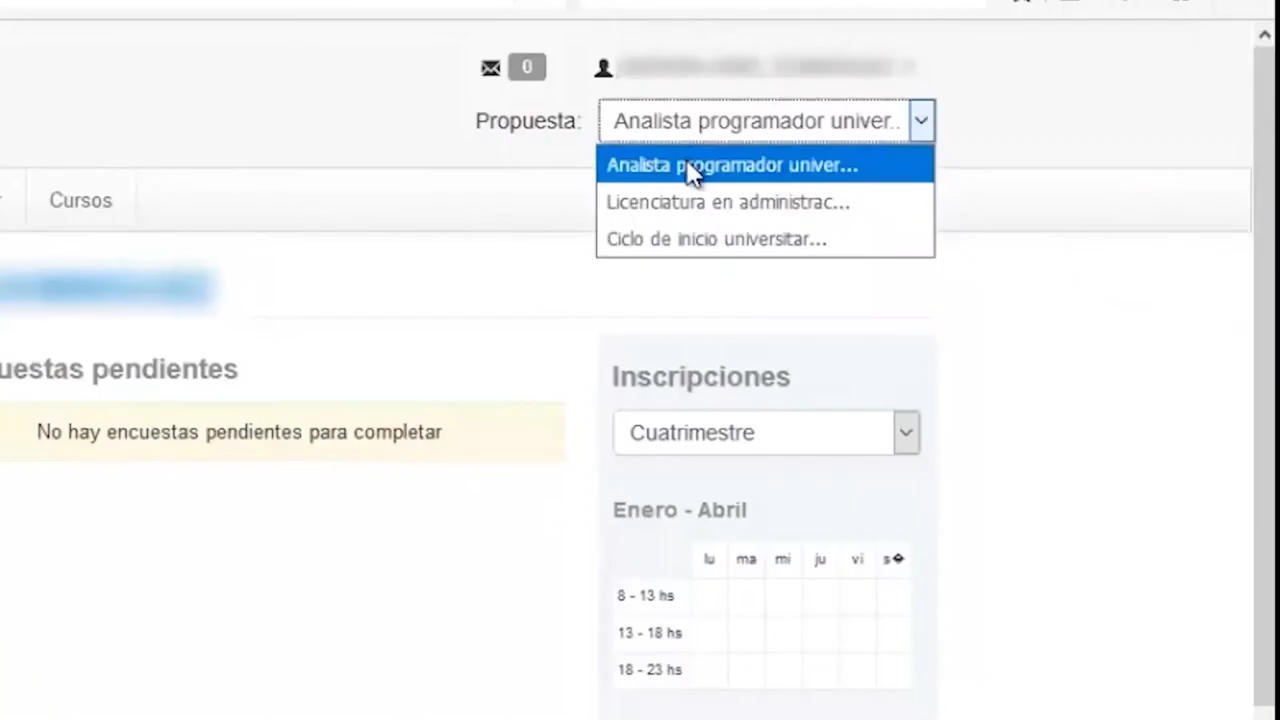 0
Propuesta: Analista programador univer..
Analista programador univer...
Licenciatura en administrac...
Ciclo de inicio universitar...
Cursos
uestas pendientes
No hay encuestas pendientes para completar
Inscripciones
Cuatrimestre
Enero - Abril
lu ma mi ju vi s�
8 - 13 hs
13 - 18 hs
18 - 23 hs